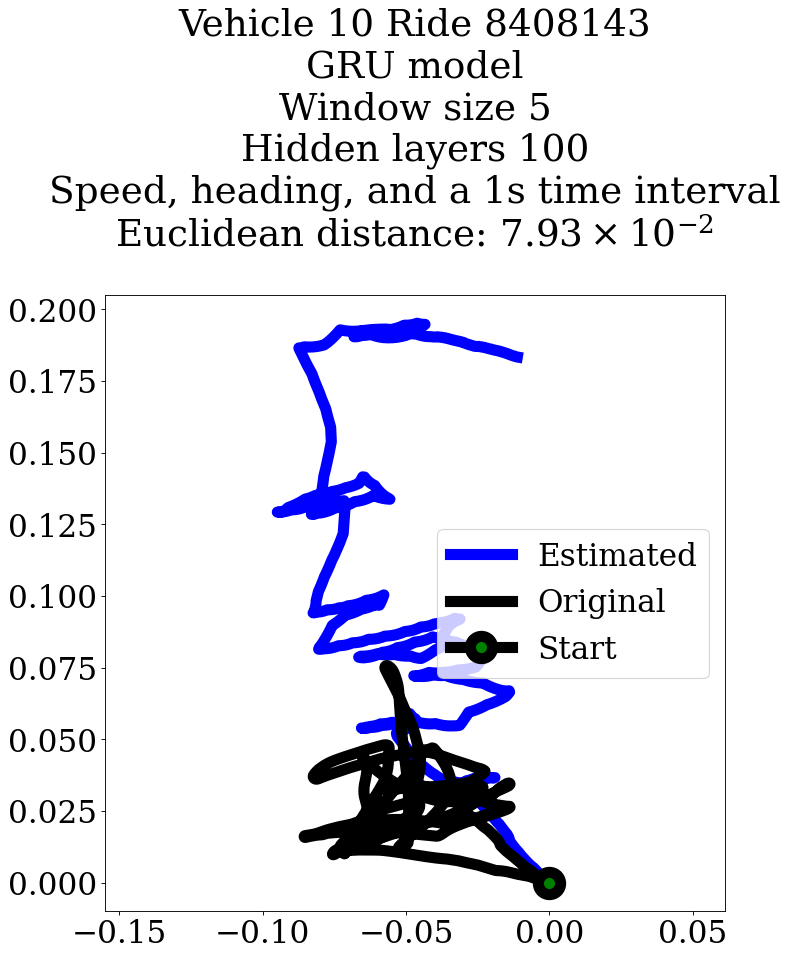 Vehicle 10 Ride 8408143
GRU model
Window size 5
Hidden layers 100
Speed, heading, and a 1s time interval
Euclidean distance: 7.93 × 10⁻²
0.200
0.175
0.150
0.125
0.100
0.075
0.050
0.025
0.000
Estimated
Original
Start
−0.15 −0.10 −0.05 0.00 0.05